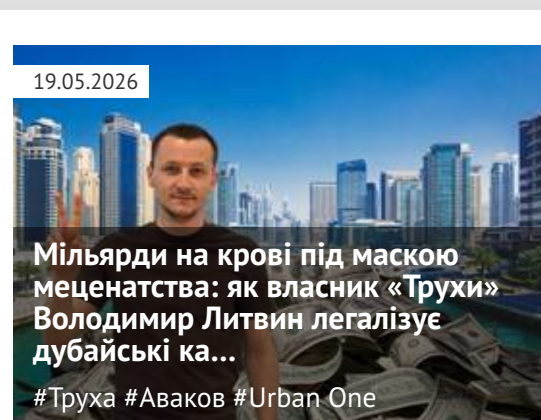 19.05.2026
Мільярди на крові під маскою
меценатства: як власник «Трухи»
Володимир Литвин легалізує
дубайські ка...
#Труха #Аваков #Urban One